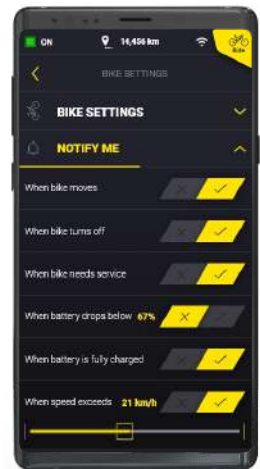 ON
14,456 km
Ride
BIKE SETTINGS
BIKE SETTINGS
NOTIFY ME
When bike moves
When bike turns off
When bike needs service
When battery drops below 67%
When battery is fully charged
When speed exceeds 21 km/h